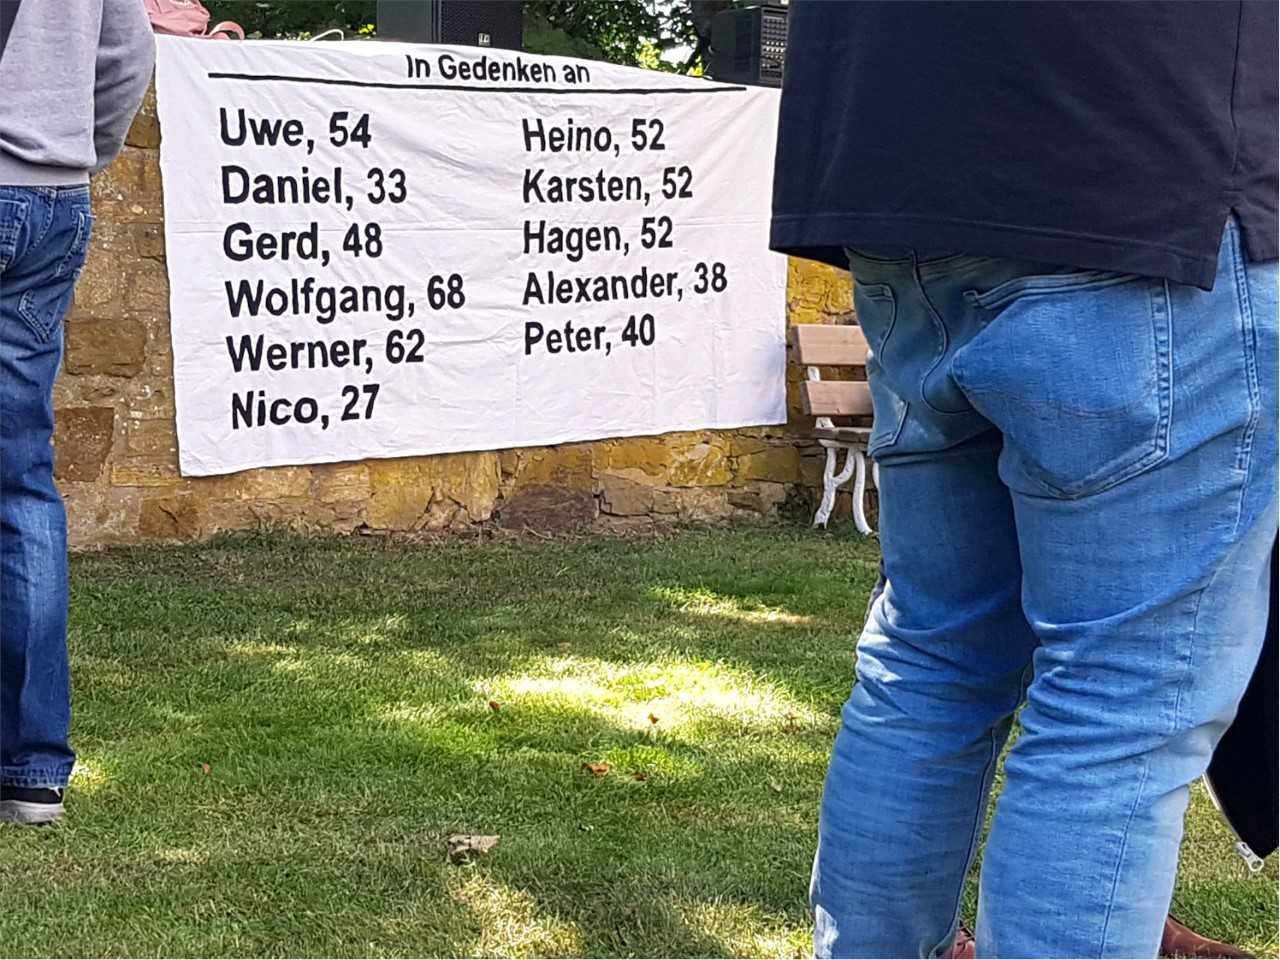 In Gedenken an
Uwe, 54
Daniel, 33
Gerd, 48
Wolfgang, 68
Werner, 62
Nico, 27
Heino, 52
Karsten, 52
Hagen, 52
Alexander, 38
Peter, 40